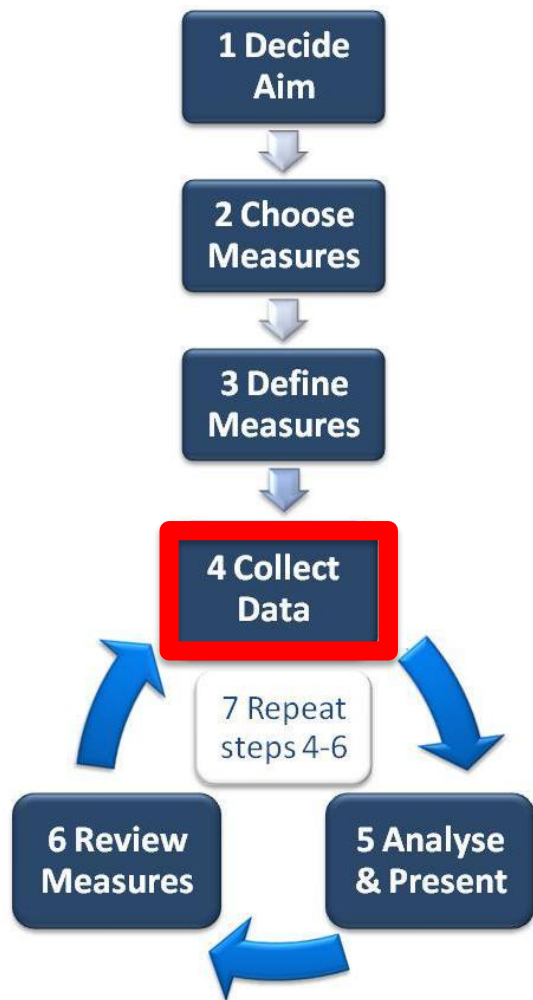 1 Decide
Aim
2 Choose
Measures
3 Define
Measures
4 Collect
Data
7 Repeat
steps 4-6
6 Review
Measures
5 Analyse
& Present